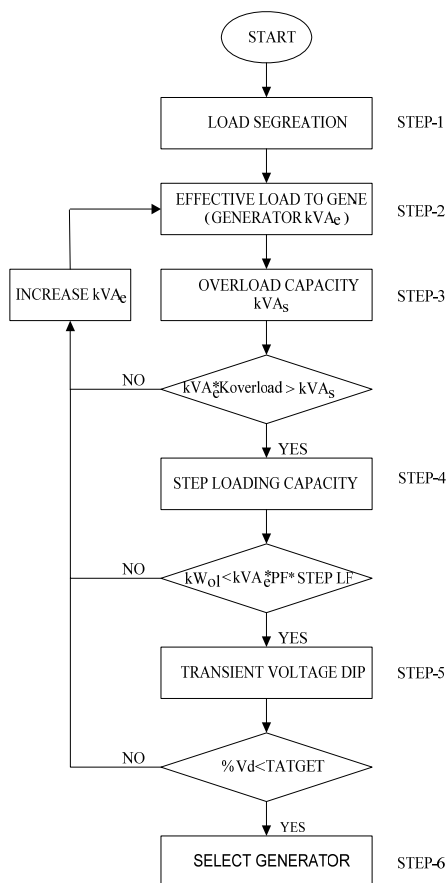 START
LOAD SEGREATION
STEP-1
EFFECTIVE LOAD TO GENE
(GENERATOR kVAe)
STEP-2
INCREASE kVAe
OVERLOAD CAPACITY
kVAs
STEP-3
NO
kVAe*Koverload > kVAs
YES
STEP LOADING CAPACITY
STEP-4
NO
kWol<kVAe*PF* STEP LF
YES
TRANSIENT VOLTAGE DIP
STEP-5
NO
%Vd<TATGET
YES
SELECT GENERATOR
STEP-6